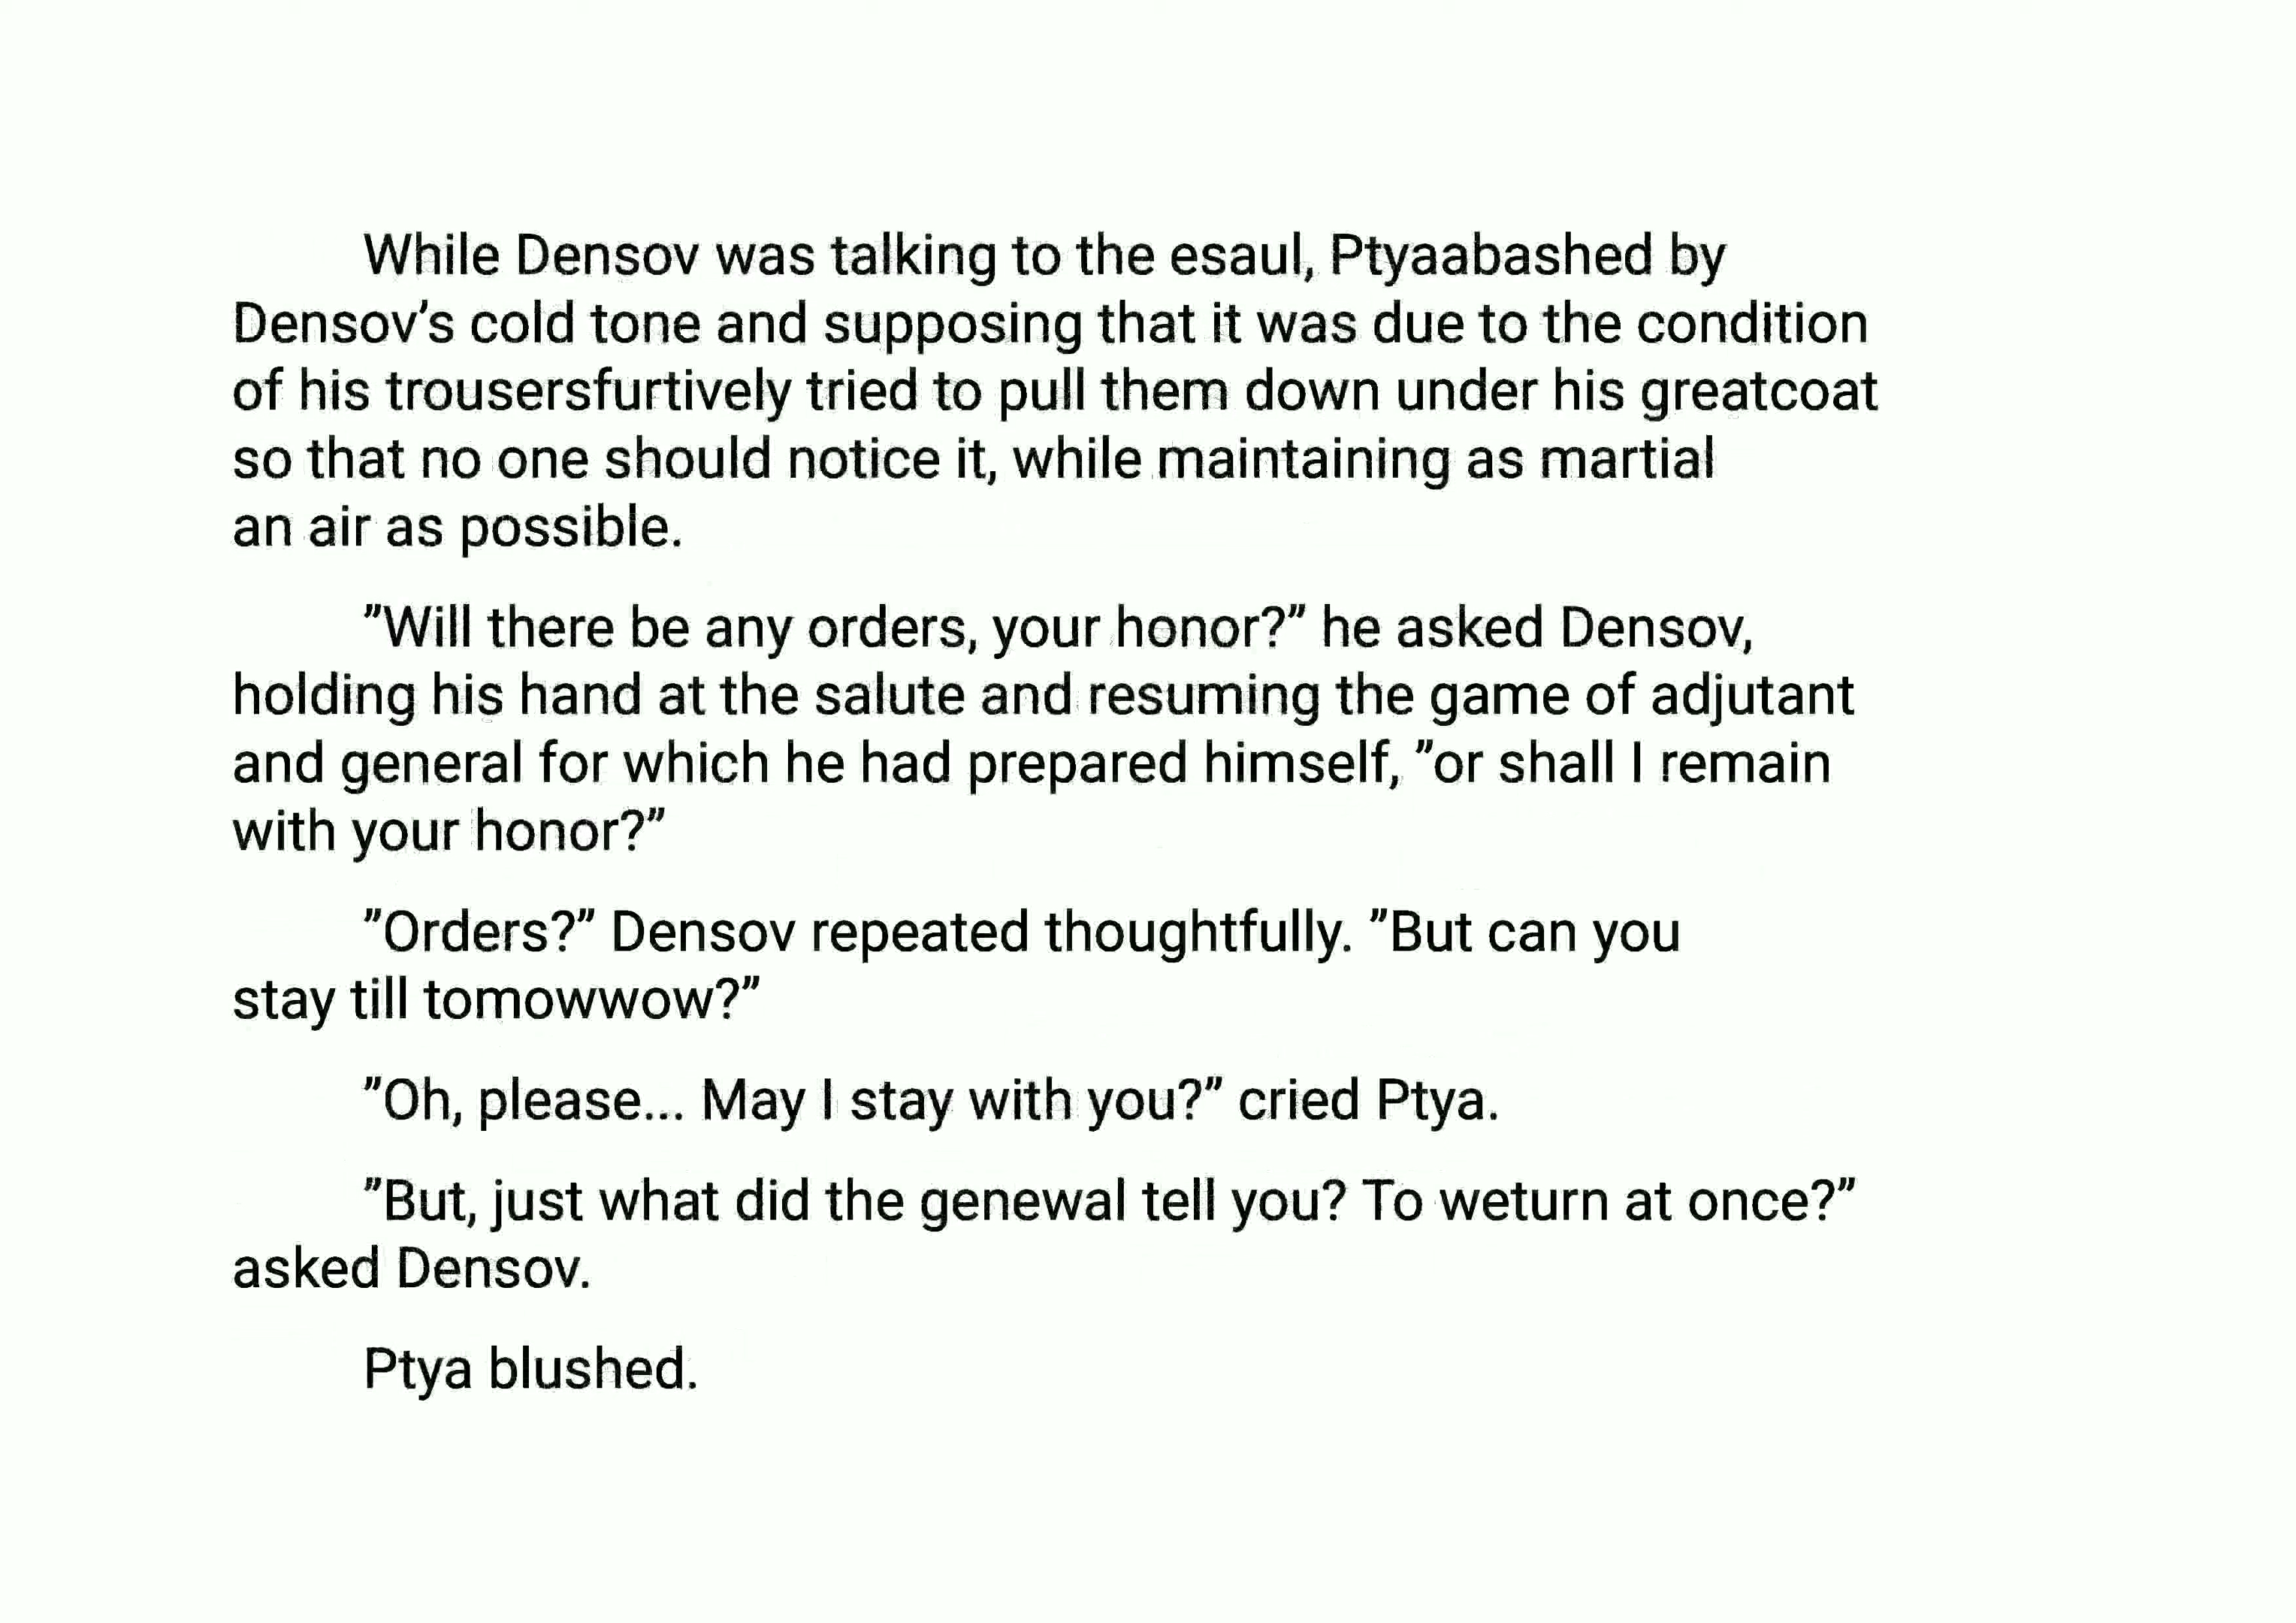 While Densov was talking to the esaul, Ptyaabashed by
Densov’s cold tone and supposing that it was due to the condition
of his trousersfurtively tried to pull them down under his greatcoat
so that no one should notice it, while maintaining as martial
an air as possible.
”Will there be any orders, your honor?” he asked Densov,
holding his hand at the salute and resuming the game of adjutant
and general for which he had prepared himself, ”or shall I remain
with your honor?”
”Orders?” Densov repeated thoughtfully. ”But can you
stay till tomowwow?”
”Oh, please... May I stay with you?” cried Ptya.
”But, just what did the genewal tell you? To weturn at once?”
asked Densov.
Ptya blushed.